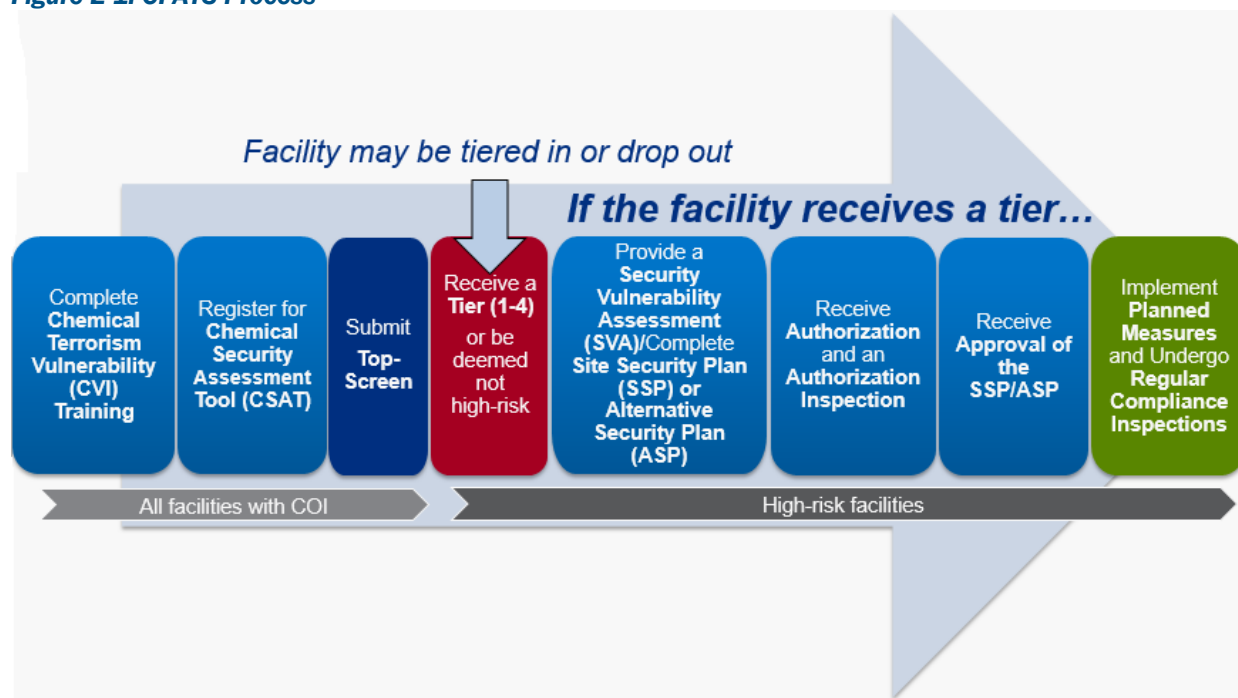 Figure Process
Facility may be tiered in or drop out
If the facility receives a tier…
Complete
Chemical
Terrorism
Vulnerability
(CVI)
Training
Register for
Chemical
Security
Assessment
Tool (CSAT)
Submit
Top-
Screen
Receive a
Tier (1-4)
or be
deemed
not
high-risk
Provide a
Security
Vulnerability
Assessment
(SVA)/Complete
Site Security Plan
(SSP) or
Alternative
Security Plan
(ASP)
Receive
Authorization
and an
Authorization
Inspection
Receive
Approval of
the
SSP/ASP
Implement
Planned
Measures
and Undergo
Regular
Compliance
Inspections
All facilities with COI
High-risk facilities